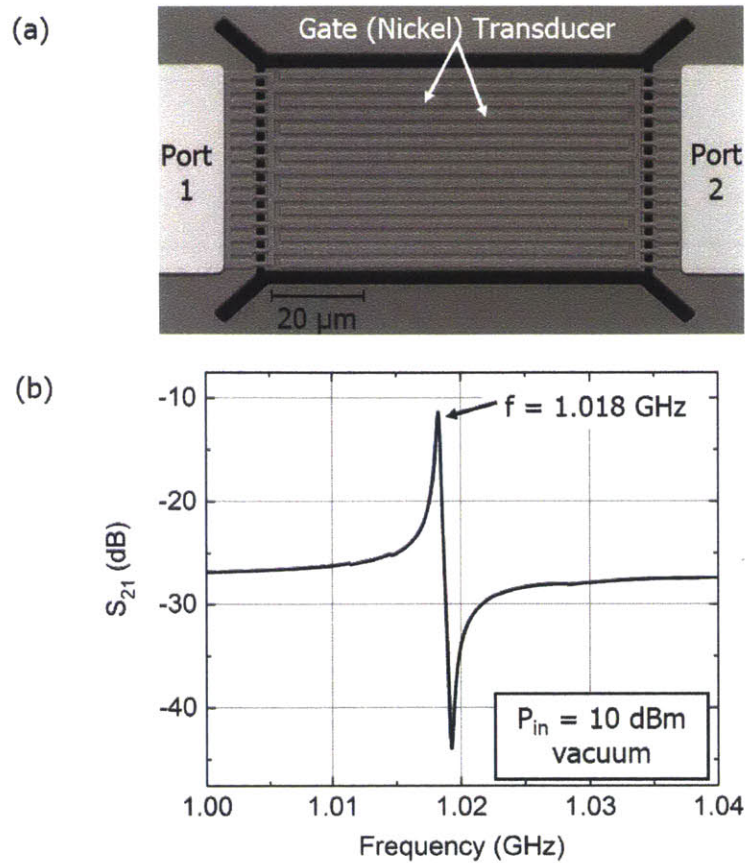 (a)
Gate (Nickel) Transducer
Port
1
Port
2
20 µm
(b)
-10
f = 1.018 GHz
-20
S21 (dB)
-30
-40
Pin = 10 dBm
vacuum
1.00 1.01 1.02 1.03 1.04
Frequency (GHz)